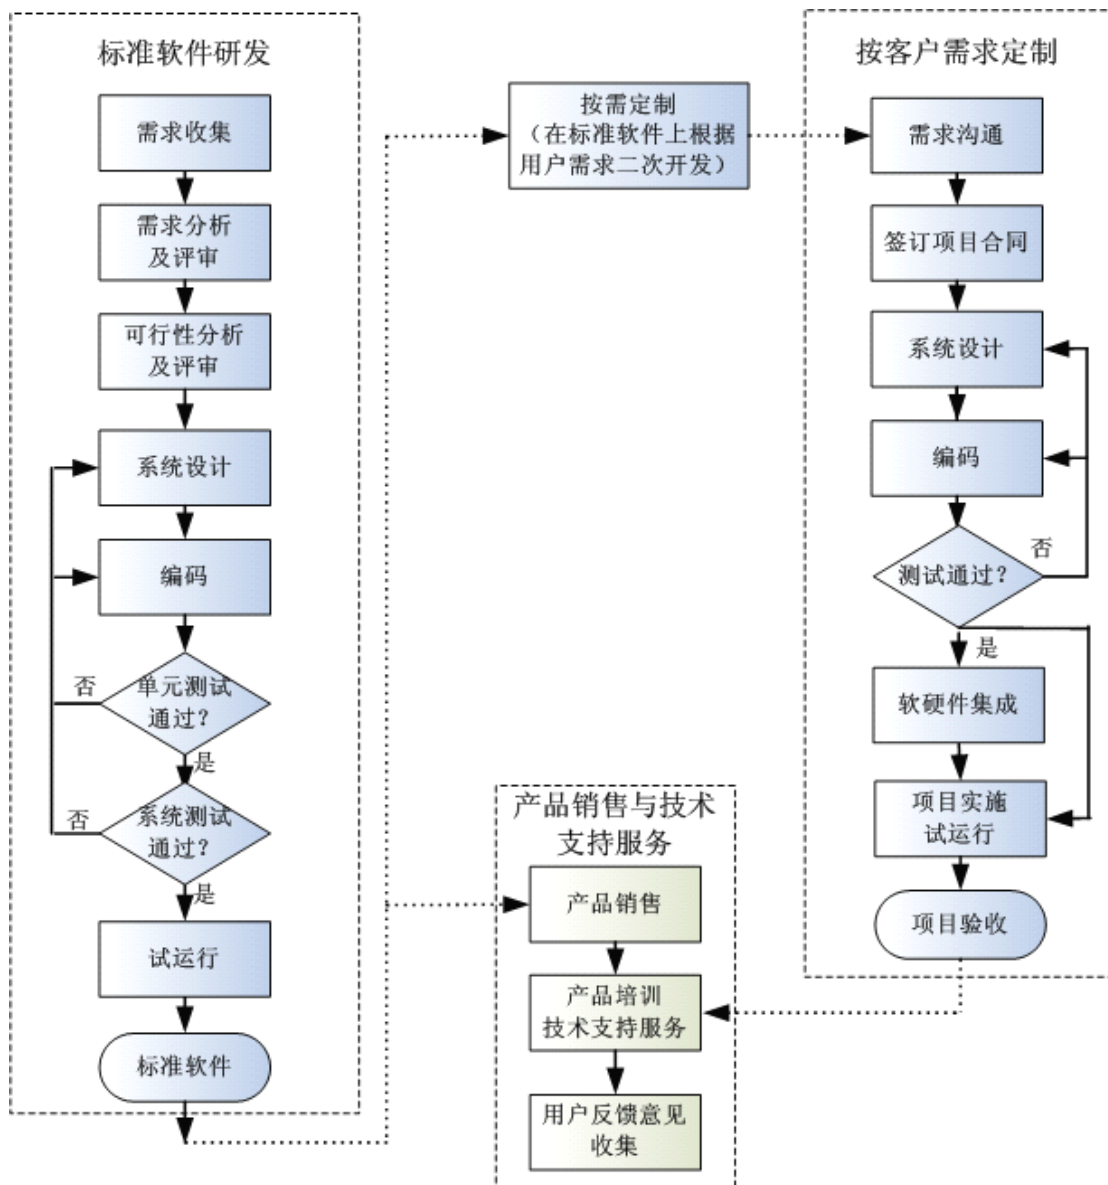 标准软件研发
需求收集
需求分析
及评审
可行性分析
及评审
系统设计
编码
否
单元测试
通过？
是
否
系统测试
通过？
是
试运行
标准软件
按需定制
（在标准软件上根据
用户需求二次开发）
产品销售与技术
支持服务
产品销售
产品培训
技术支持服务
用户反馈意见
收集
按客户需求定制
需求沟通
签订项目合同
系统设计
编码
否
测试通过？
是
软硬件集成
项目实施
试运行
项目验收